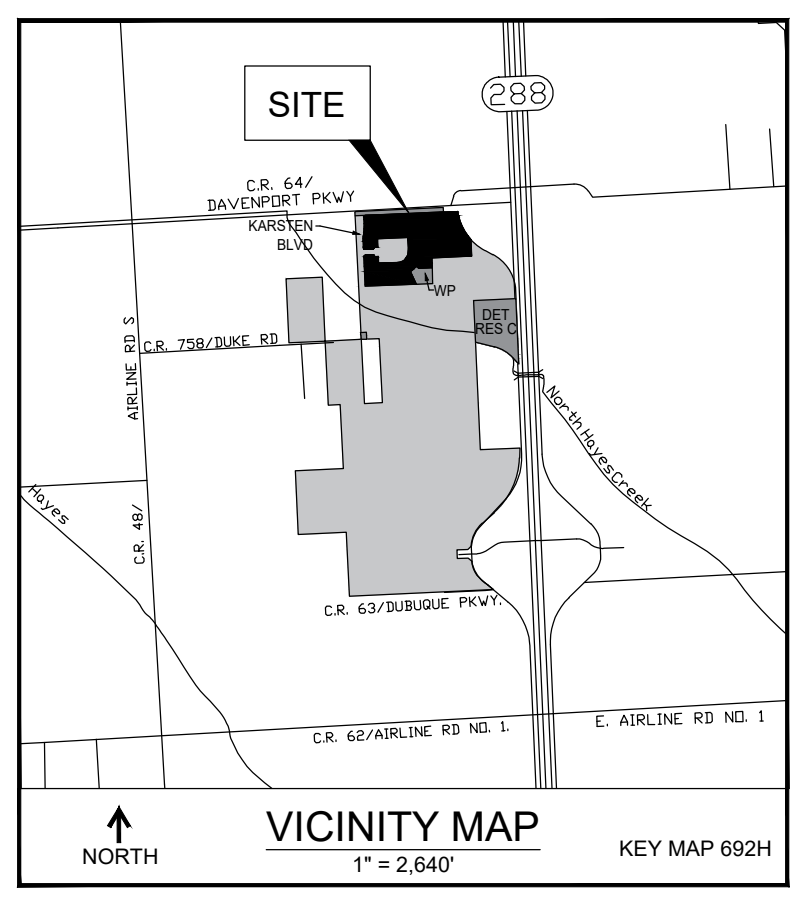 288
SITE
C.R. 64/
DAVENPORT PKWY
KARSTEN
BLVD
WP
DET
RES C
C.R. 758/DUKE RD
AIRLINE RD S
C.R. 48/
North Hayes Creek
Hayes
C.R. 63/DUBUQUE PKWY.
C.R. 62/AIRLINE RD NO. 1.
E. AIRLINE RD NO. 1
NORTH
VICINITY MAP
1" = 2,640'
KEY MAP 692H